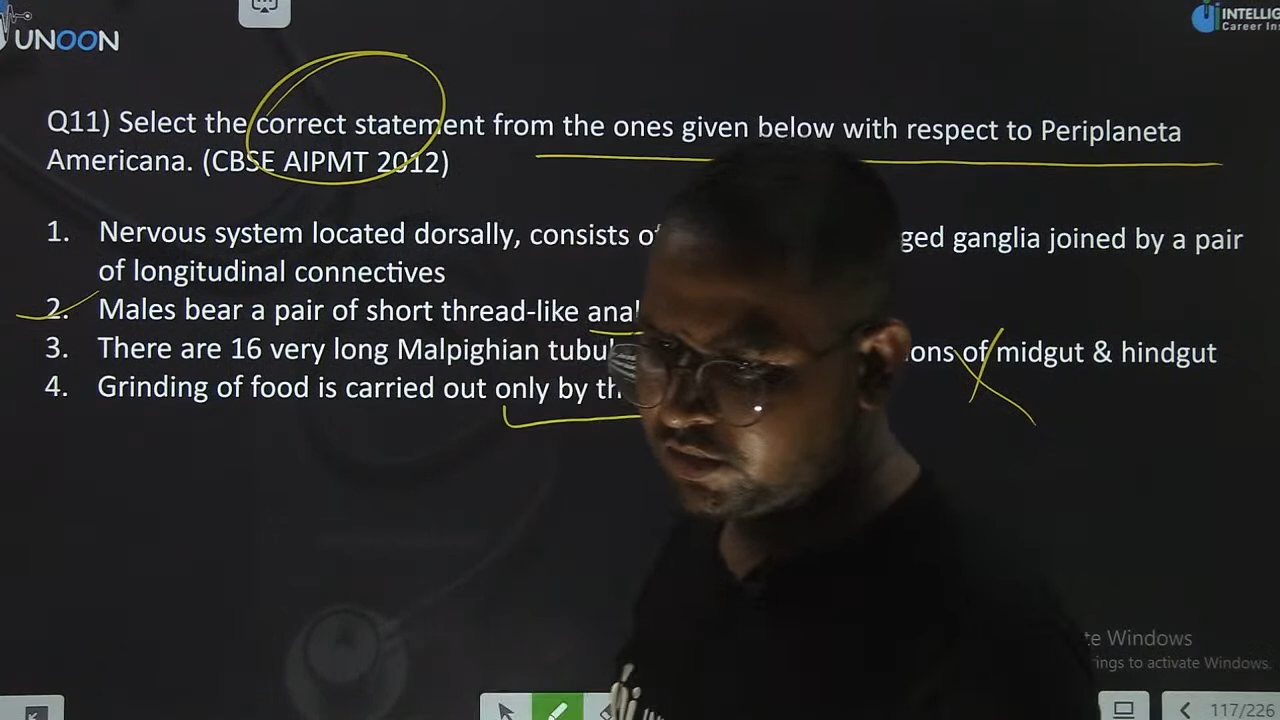 UNOON
INTELLIG
Career Ins
Q11) Select the correct statement from the ones given below with respect to Periplaneta
Americana. (CBSE AIPMT 2012)
1. Nervous system located dorsally, consists of ged ganglia joined by a pair
of longitudinal connectives
2. Males bear a pair of short thread-like anal
3. There are 16 very long Malpighian tubul ons of midgut & hindgut
4. Grinding of food is carried out only by th
te Windows
ings to activate Windows.
117/226